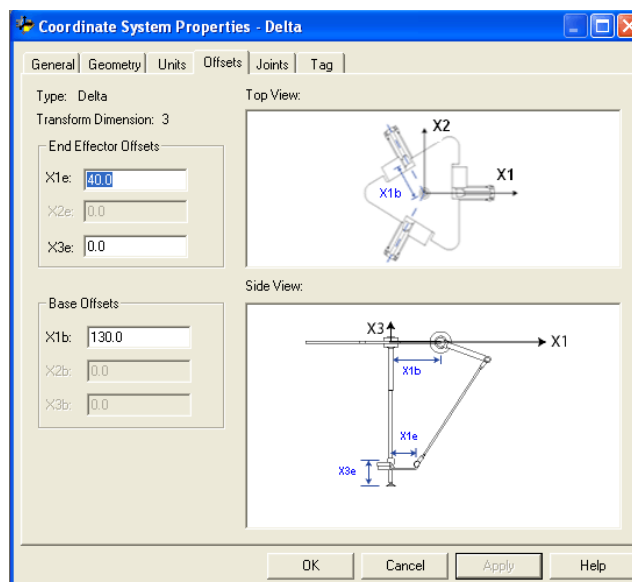 Coordinate System Properties - Delta
General Geometry Units Offsets Joints Tag
Type: Delta
Transform Dimension: 3
End Effector Offsets
X1e: 40.0
X2e: 0.0
X3e: 0.0
Base Offsets
X1b: 130.0
X2b: 0.0
X3b: 0.0
Top View:
X2
X1
X1b
Side View:
X3
X1
X1b
X1e
X3e
OK Cancel Apply Help